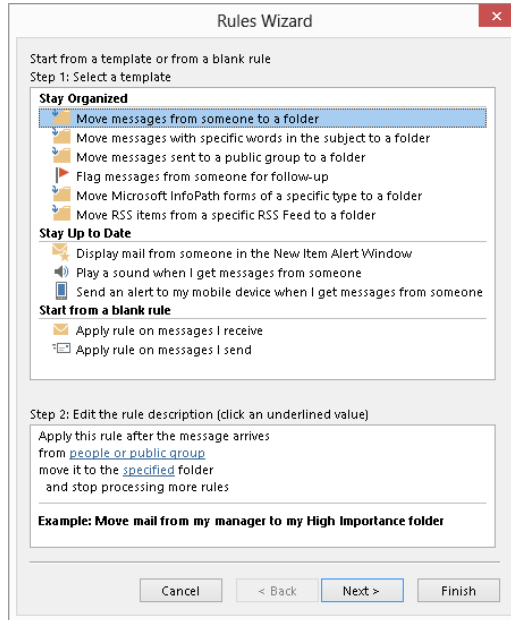 Rules Wizard
Start from a template or from a blank rule
Step 1: Select a template
Stay Organized
Move messages from someone to a folder
Move messages with specific words in the subject to a folder
Move messages sent to a public group to a folder
Flag messages from someone for follow-up
Move Microsoft InfoPath forms of a specific type to a folder
Move RSS items from a specific RSS Feed to a folder
Stay Up to Date
Display mail from someone in the New Item Alert Window
Play a sound when I get messages from someone
Send an alert to my mobile device when I get messages from someone
Start from a blank rule
Apply rule on messages I receive
Apply rule on messages I send
Step 2: Edit the rule description (click an underlined value)
Apply this rule after the message arrives
from people or public group
move it to the specified folder
and stop processing more rules
Example: Move mail from my manager to my High Importance folder
Cancel < Back Next > Finish